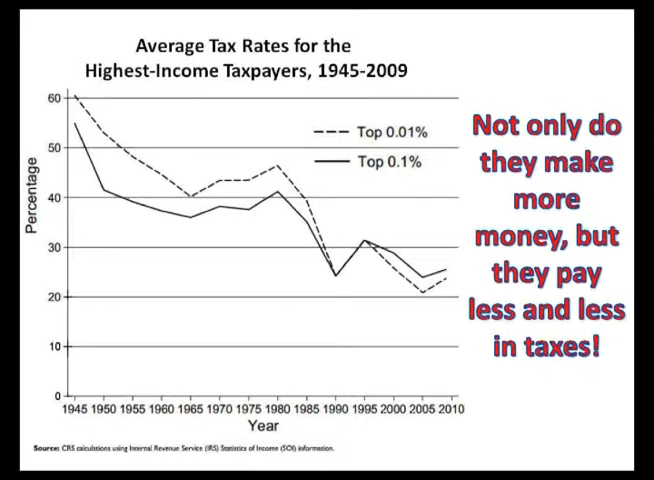 Average Tax Rates for the
Highest-Income Taxpayers, 1945-2009
60
50
40
30
20
10
0
Percentage
Top 0.01%
Top 0.1%
1945 1950 1955 1960 1965 1970 1975 1980 1985 1990 1995 2000 2005 2010
Year
Not only do
they make
more
money, but
they pay
less and less
in taxes!
Source: CRS calculations using Internal Revenue Service (IRS) Statistics of Income (SOI) information.